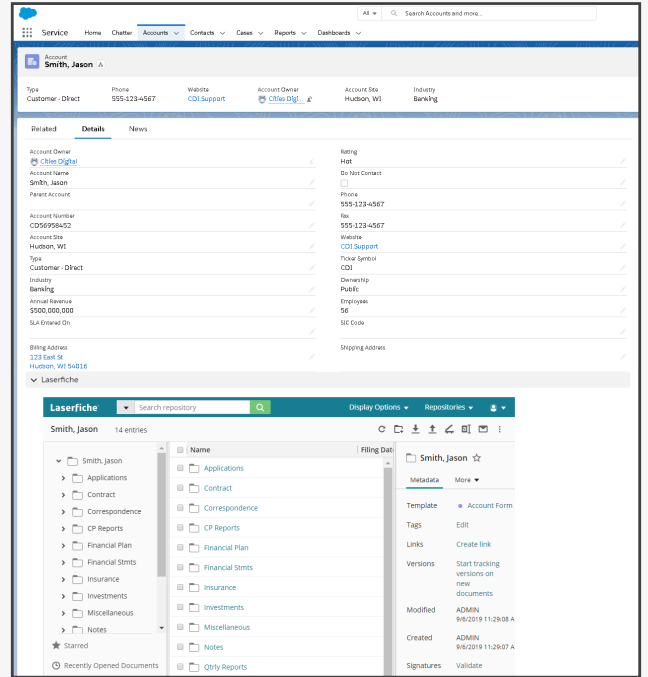 All
Search Accounts and more...
Service Home Chatter Accounts Contacts Cases Reports Dashboards
Account
Smith, Jason
Type Phone Website Account Owner Account Site Industry
Customer - Direct 555-123-4567 CDI.Support Cities Digi... Hudson, WI Banking
Related Details News
Account Owner
Cities Digital
Rating
Hot
Account Name
Smith, Jason
Do Not Contact
Parent Account
Phone
555-123-4567
Account Number
CD56958452
Fax
555-123-4567
Account Site
Hudson, WI
Website
CDI.Support
Type
Customer - Direct
Ticker Symbol
CDI
Industry
Banking
Ownership
Public
Annual Revenue
$500,000,000
Employees
56
SLA Entered On
SIC Code
Billing Address
123 East St
Hudson, WI 54016
Shipping Address
Laserfiche
Laserfiche Search repository Display Options Repositories
Smith, Jason 14 entries
Smith, Jason
Applications
Contract
Correspondence
CP Reports
Financial Plan
Financial Stmts
Insurance
Investments
Miscellaneous
Notes
Starred
Recently Opened Documents
Name Filing Dat
Applications
Contract
Correspondence
CP Reports
Financial Plan
Financial Stmts
Insurance
Investments
Miscellaneous
Notes
Qtrly Reports
Smith, Jason
Metadata More
Template Account Form
Tags Edit
Links Create link
Versions Start tracking
versions on
new
documents
Modified ADMIN
9/6/2019 11:29:08 A
Created ADMIN
9/6/2019 11:29:07 A
Signatures Validate